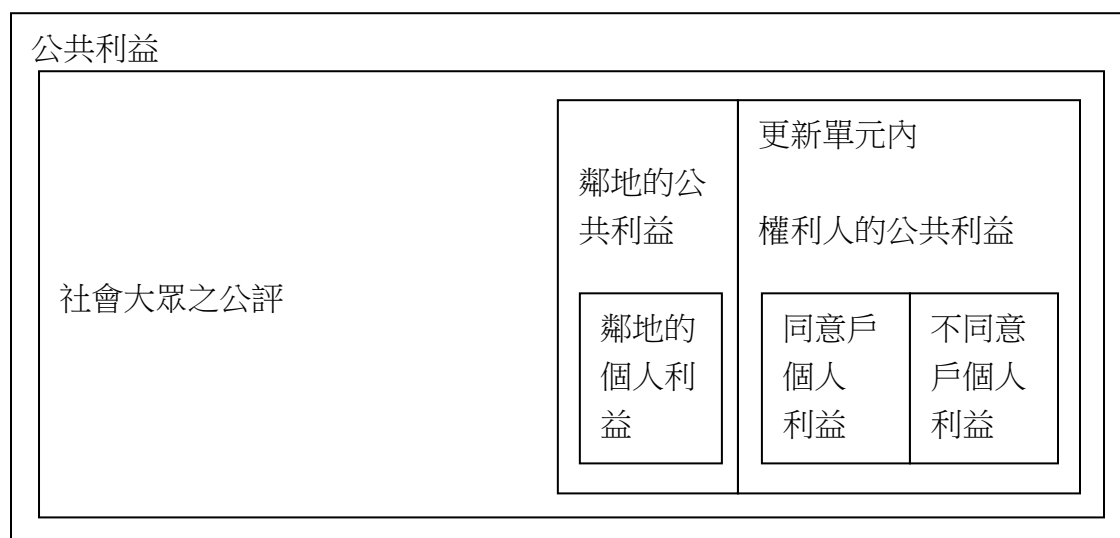 公共利益
社會大眾之公評
鄰地的公
共利益
鄰地的
個人利
益
更新單元內
權利人的公共利益
同意戶
個人
利益
不同意
戶個人
利益